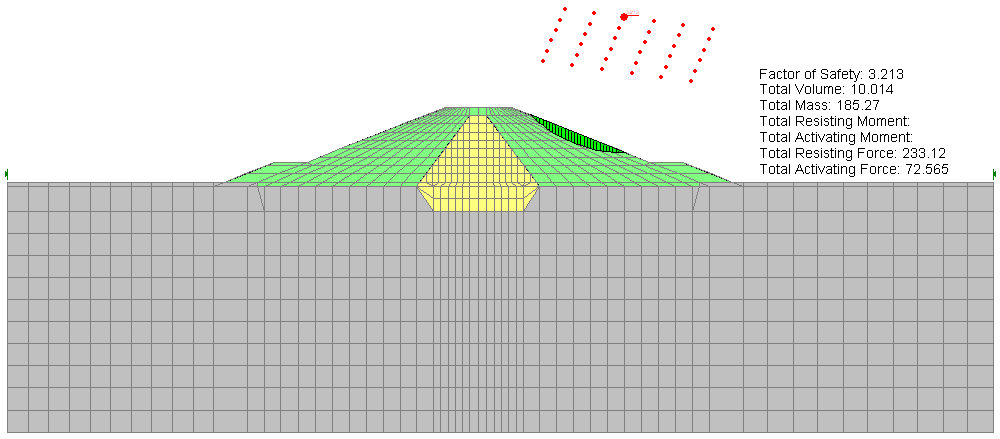 Factor of Safety: 3.213
Total Volume: 10.014
Total Mass: 185.27
Total Resisting Moment:
Total Activating Moment:
Total Resisting Force: 233.12
Total Activating Force: 72.565